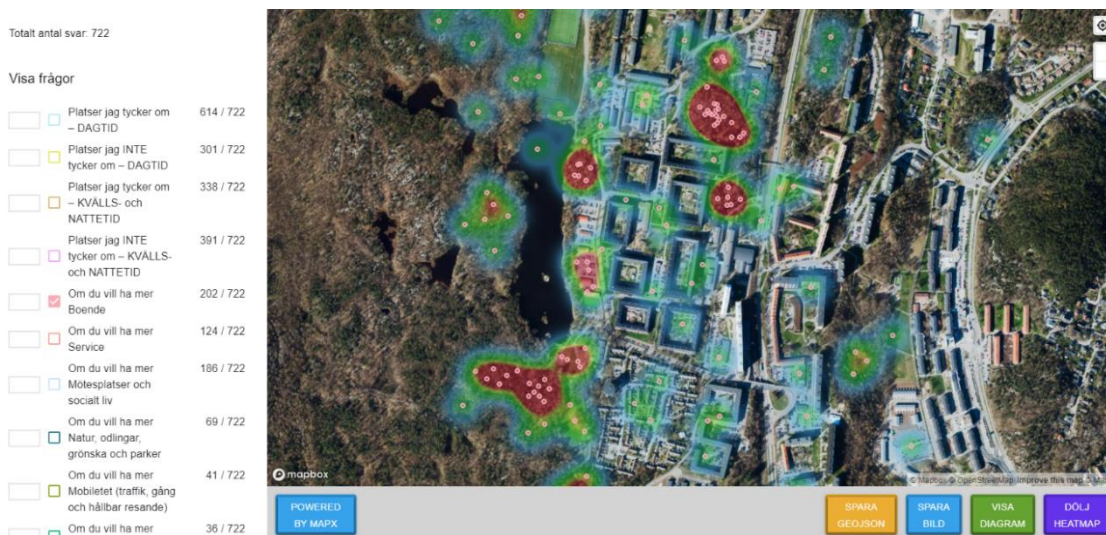 Totalt antal svar: 722
Visa frågor
Platser jag tycker om
– DAGTID
614 / 722
Platser jag INTE
tycker om – DAGTID
301 / 722
Platser jag tycker om
– KVÄLLS- och
NATTETID
338 / 722
Platser jag INTE
tycker om – KVÄLLS-
och NATTETID
391 / 722
Om du vill ha mer
Boende
202 / 722
Om du vill ha mer
Service
124 / 722
Om du vill ha mer
Mötesplatser och
socialt liv
186 / 722
Om du vill ha mer
Natur, odlingar,
grönska och parker
69 / 722
Om du vill ha mer
Mobiletet (traffik, gång
och hållbar resande)
41 / 722
Om du vill ha mer
36 / 722
mapbox
© Mapbox © OpenStreetMap Improve this map
POWERED
BY MAPX
SPARA
GEOJSON
SPARA
BILD
VISA
DIAGRAM
DÖLJ
HEATMAP